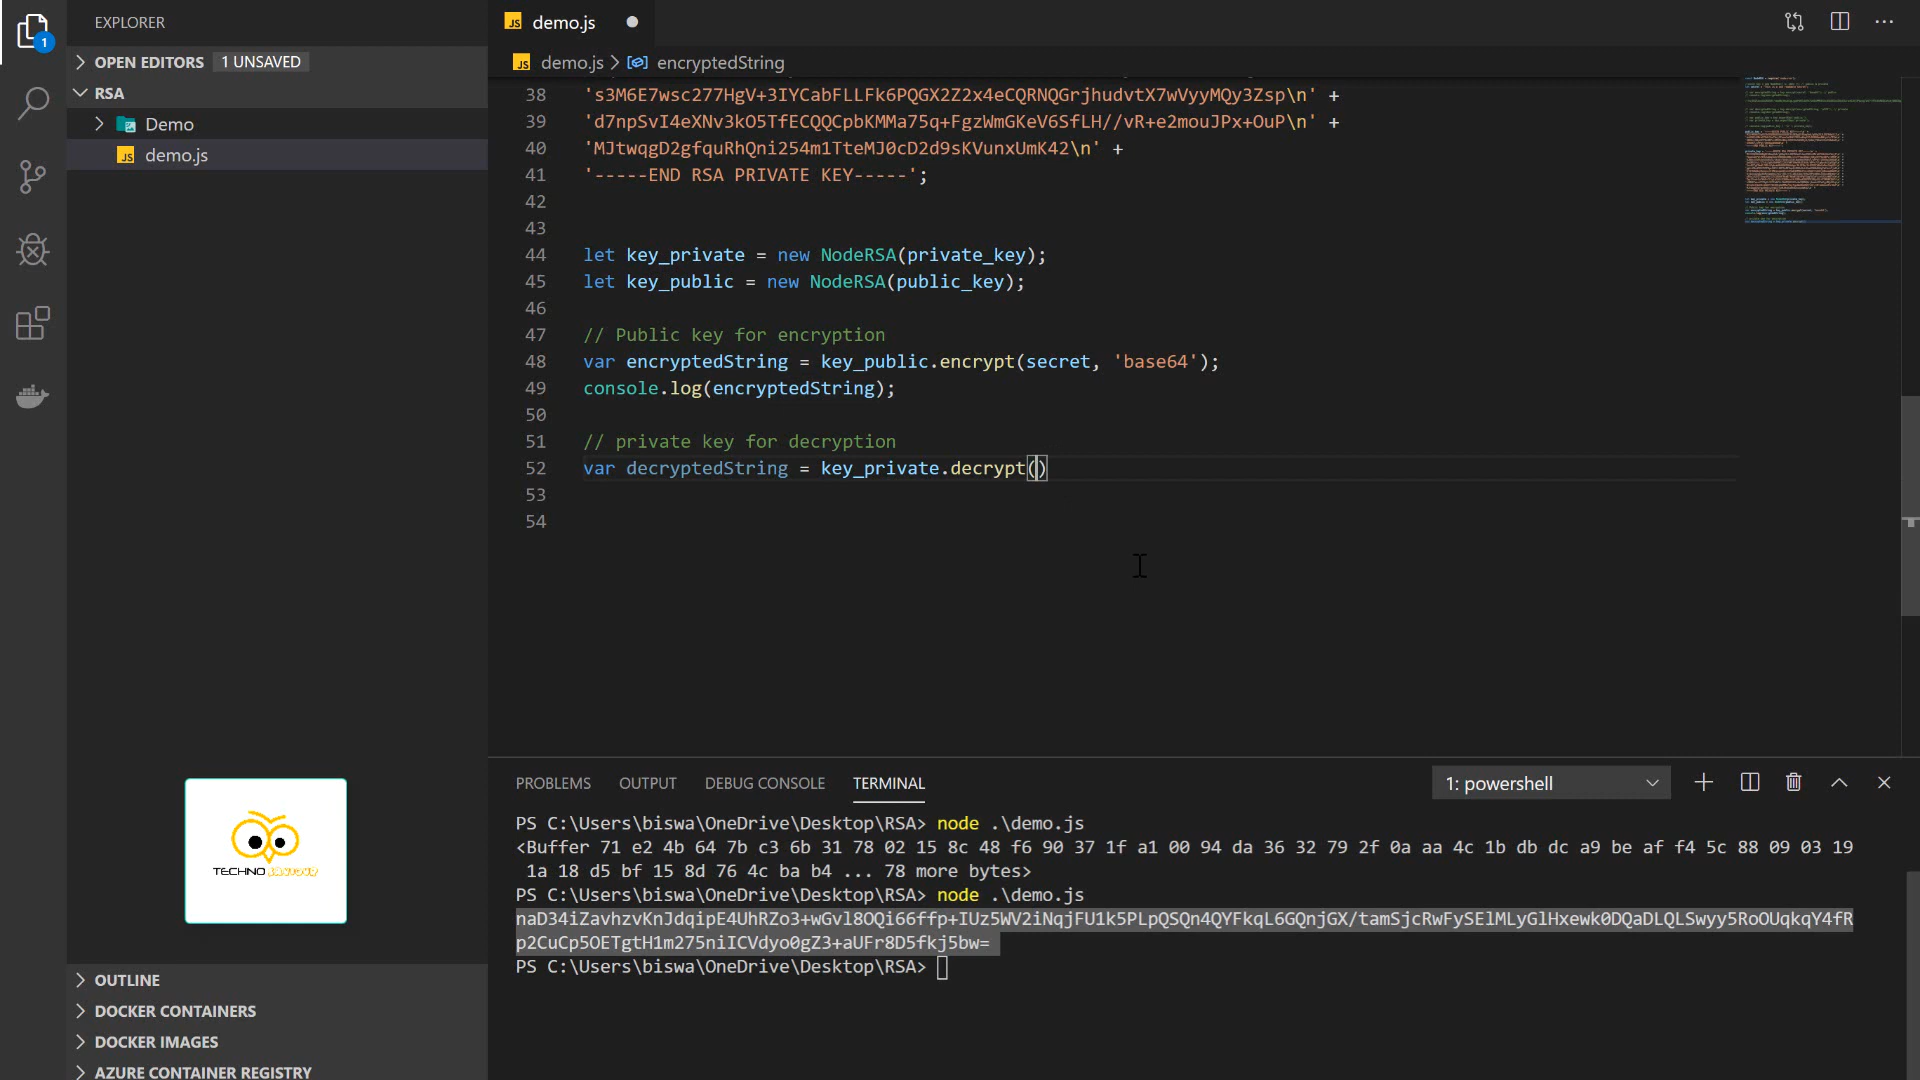 EXPLORER
OPEN EDITORS 1 UNSAVED
RSA
Demo
JS demo.js
1
JS demo.js
JS demo.js > encryptedString
38 's3M6E7wsc277HgV+3IYCabFLLFk6PQGX2Z2x4eCQRNQGrjhudvtX7wVyyMQy3Zsp\n' +
39 'd7npSvI4eXNv3kO5TfECQQCpbKMMa75q+FgzWmGKeV6SfLH//vR+e2mouJPx+OuP\n' +
40 'MJtwqgD2gfquRhQni254m1TteMJ0cD2d9sKVunxUmK42\n' +
41 '-----END RSA PRIVATE KEY-----';
42
43
44 let key_private = new NodeRSA(private_key);
45 let key_public = new NodeRSA(public_key);
46
47 // Public key for encryption
48 var encryptedString = key_public.encrypt(secret, 'base64');
49 console.log(encryptedString);
50
51 // private key for decryption
52 var decryptedString = key_private.decrypt()
53
54
PROBLEMS OUTPUT DEBUG CONSOLE TERMINAL 1: powershell
PS C:\Users\biswa\OneDrive\Desktop\RSA> node .\demo.js
<Buffer 71 e2 4b 64 7b c3 6b 31 78 02 15 8c 48 f6 90 37 1f a1 00 94 da 36 32 79 2f 0a aa 4c 1b db dc a9 be af f4 5c 88 09 03 19
1a 18 d5 bf 15 8d 76 4c ba b4 ... 78 more bytes>
PS C:\Users\biswa\OneDrive\Desktop\RSA> node .\demo.js
naD34iZavhzvKnJdqipE4UhRZo3+wGvl8OQi66ffp+IUz5WV2iNqjFU1k5PLpQSQn4QYFkqL6GQnjGX/tamSjcRwFySElMLyGlHxewk0DQaDLQLSwyy5RoOUqkqY4fR
p2CuCp5OETgtH1m275niICVdyo0gZ3+aUFr8D5fkj5bw=
PS C:\Users\biswa\OneDrive\Desktop\RSA>
TECHNO
OUTLINE
DOCKER CONTAINERS
DOCKER IMAGES
AZURE CONTAINER REGISTRY